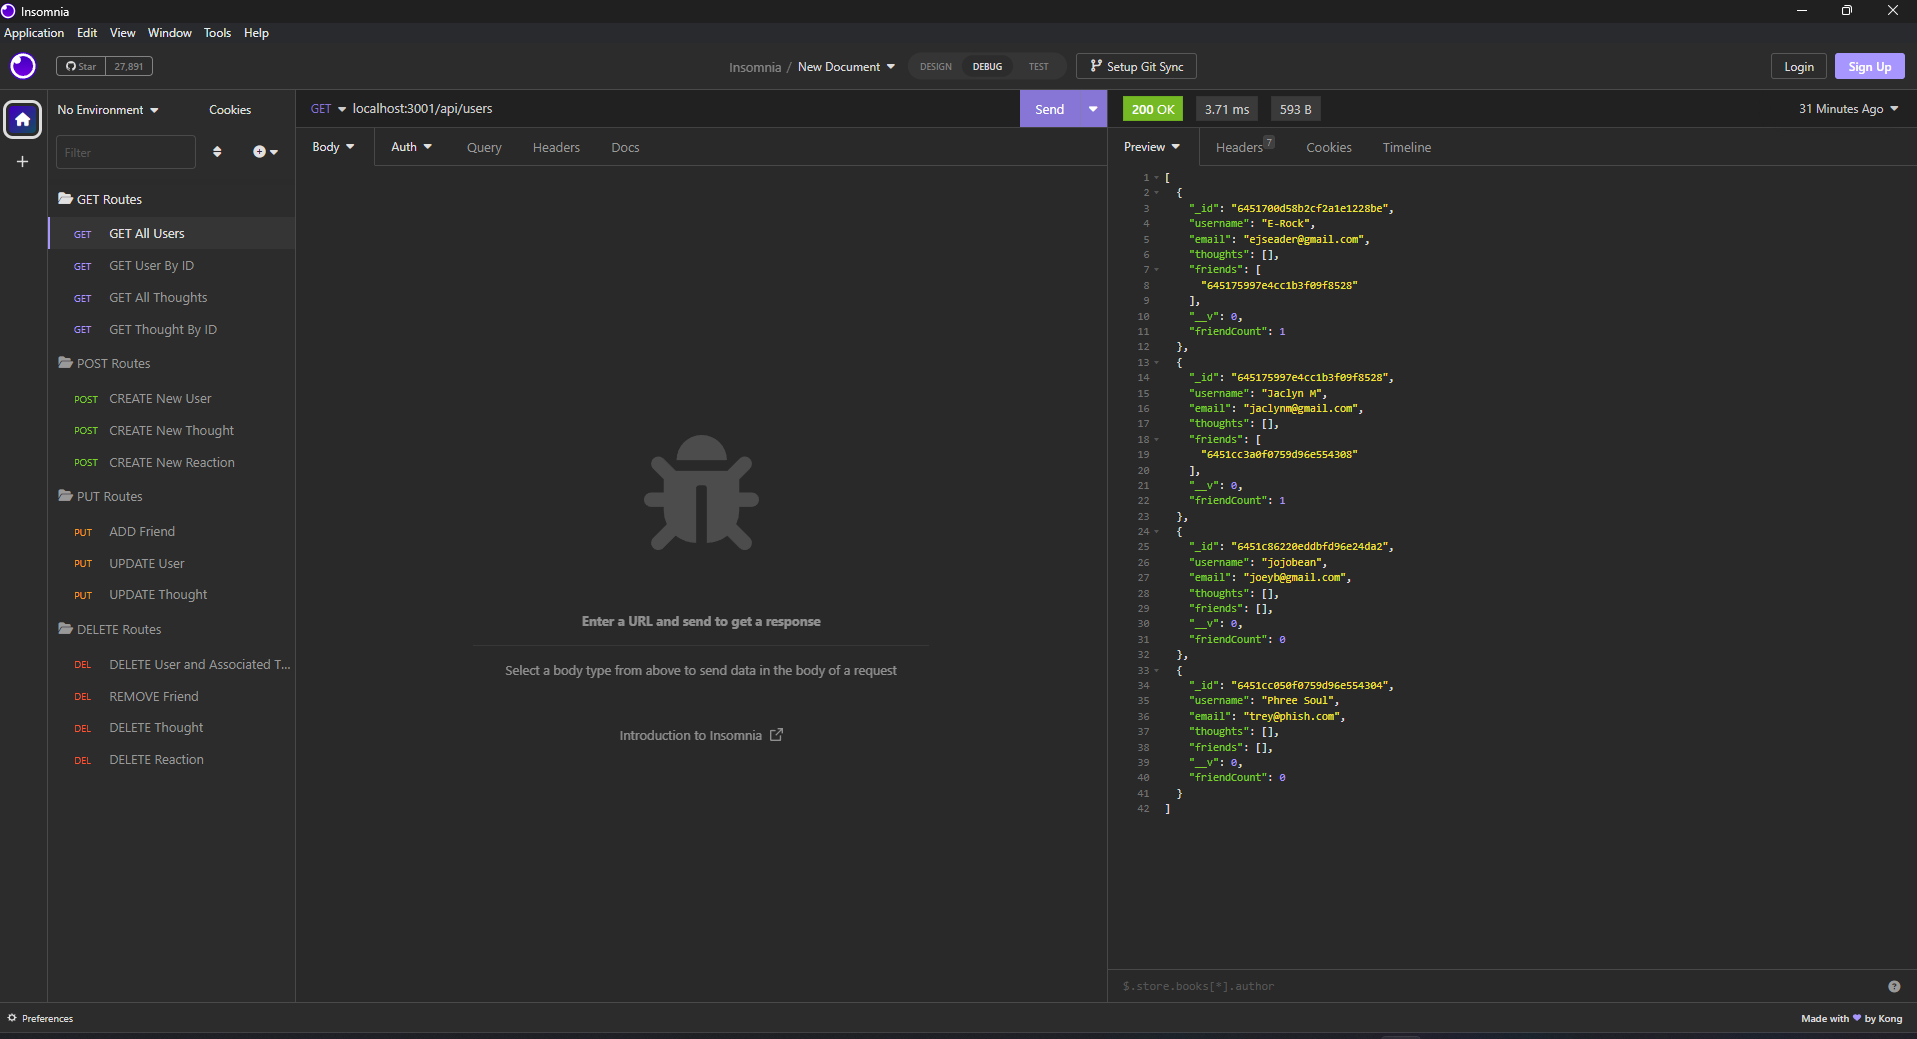 Insomnia
Application Edit View Window Tools Help
Star 27,891
Insomnia / New Document
DESIGN DEBUG TEST
Setup Git Sync
Login Sign Up
No Environment Cookies
Filter
GET Routes
GET GET All Users
GET GET User By ID
GET GET All Thoughts
GET GET Thought By ID
POST Routes
POST CREATE New User
POST CREATE New Thought
POST CREATE New Reaction
PUT Routes
PUT ADD Friend
PUT UPDATE User
PUT UPDATE Thought
DELETE Routes
DEL DELETE User and Associated T...
DEL REMOVE Friend
DEL DELETE Thought
DEL DELETE Reaction
GET localhost:3001/api/users Send
Body Auth Query Headers Docs
Enter a URL and send to get a response
Select a body type from above to send data in the body of a request
Introduction to Insomnia
200 OK 3.71 ms 593 B 31 Minutes Ago
Preview Headers 7 Cookies Timeline
1 [
2 {
3 "_id": "6451700d58b2cf2a1e1228be",
4 "username": "E-Rock",
5 "email": "ejseader@gmail.com",
6 "thoughts": [],
7 "friends": [
8 "645175997e4cc1b3f09f8528"
9 ],
10 "__v": 0,
11 "friendCount": 1
12 },
13 {
14 "_id": "645175997e4cc1b3f09f8528",
15 "username": "Jaclyn M",
16 "email": "jaclynm@gmail.com",
17 "thoughts": [],
18 "friends": [
19 "6451cc3a0f0759d96e554308"
20 ],
21 "__v": 0,
22 "friendCount": 1
23 },
24 {
25 "_id": "6451c86220eddbfd96e24da2",
26 "username": "jojobean",
27 "email": "joeyb@gmail.com",
28 "thoughts": [],
29 "friends": [],
30 "__v": 0,
31 "friendCount": 0
32 },
33 {
34 "_id": "6451cc050f0759d96e554304",
35 "username": "Phree Soul",
36 "email": "trey@phish.com",
37 "thoughts": [],
38 "friends": [],
39 "__v": 0,
40 "friendCount": 0
41 }
42 ]
$.store.books[*].author
Preferences
Made with ♥ by Kong